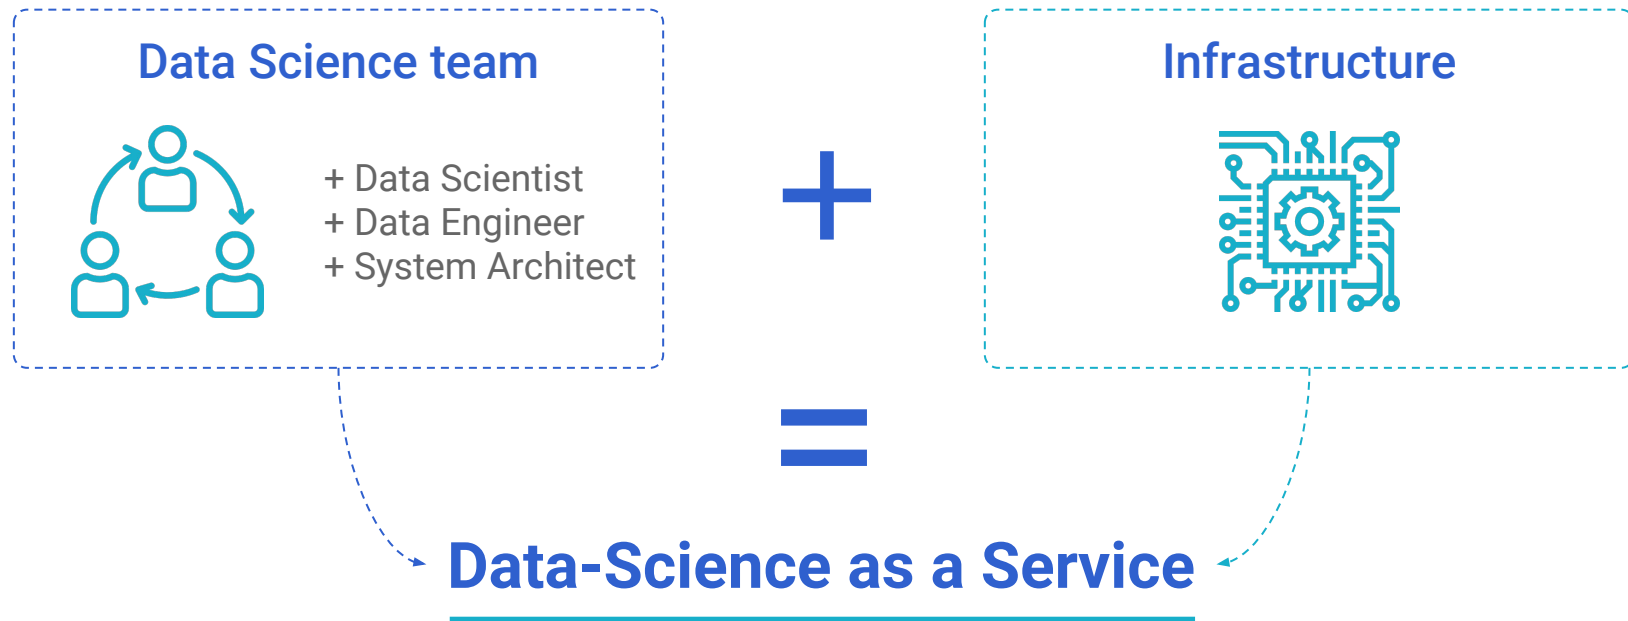 Data Science team
+ Data Scientist
+ Data Engineer
+ System Architect
+
Infrastructure
=
Data-Science as a Service